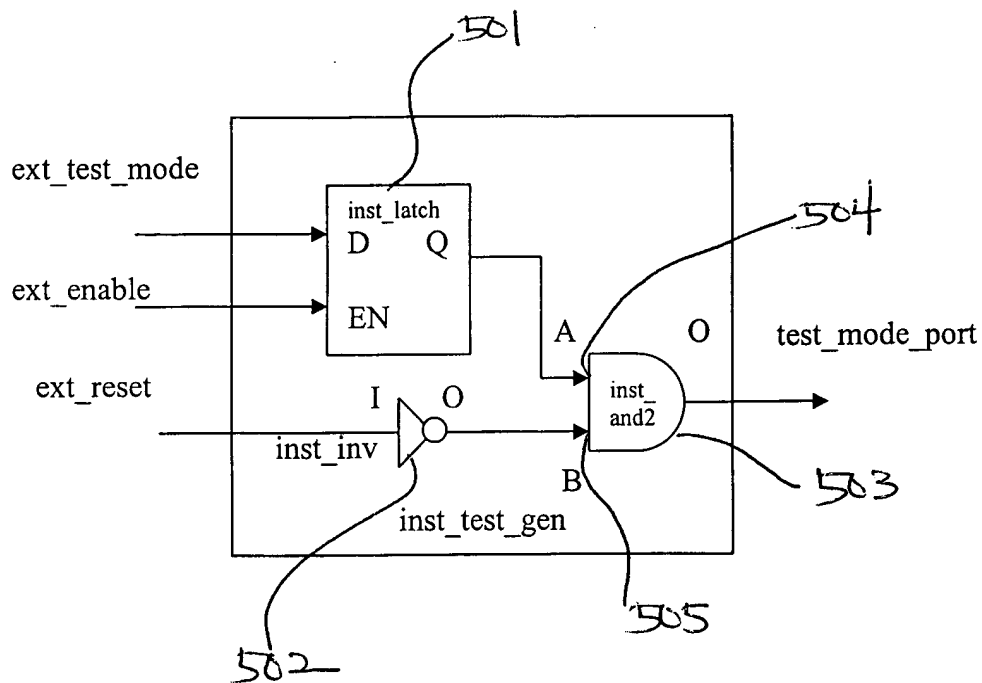 501
ext_test_mode
inst_latch
D Q
504
ext_enable
EN
A O test_mode_port
ext_reset
I O
inst_
and2
inst_inv
B
503
inst_test_gen
505
502